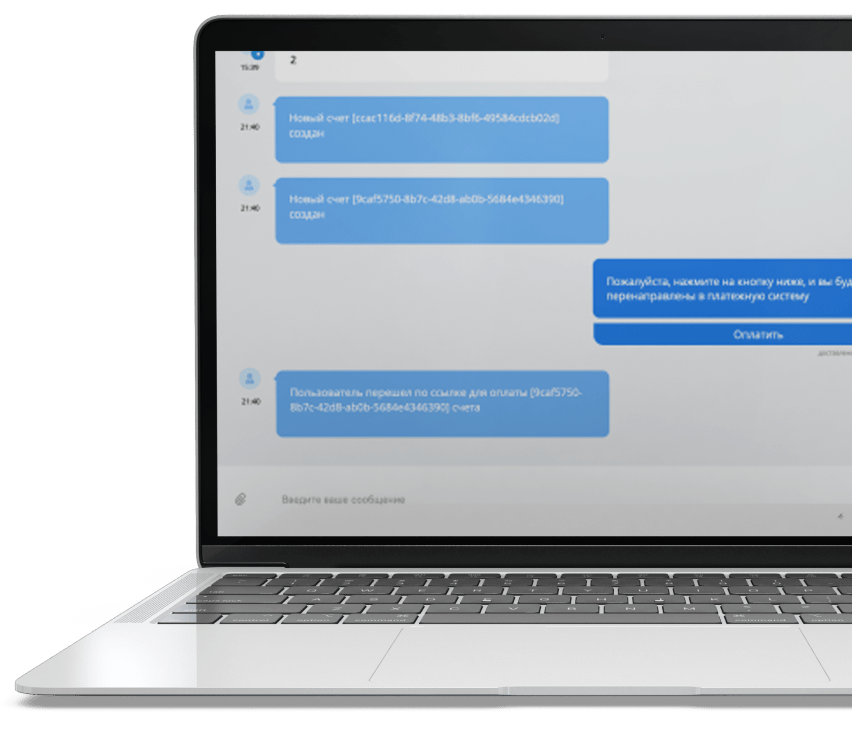 15:39
2
Новый счет [ccac116d-8f74-48b3-8bf6-49584cdcb02d]
создан
21:40
Новый счет [9caf5750-8b7c-42d8-ab0b-5684e4346390]
создан
21:40
Пожалуйста, нажмите на кнопку ниже, и вы буд
перенаправлены в платежную систему
Оплатить
доставлено
Пользователь перешел по ссылке для оплаты [9caf5750-
8b7c-42d8-ab0b-5684e4346390] счета
21:40
Введите ваше сообщение